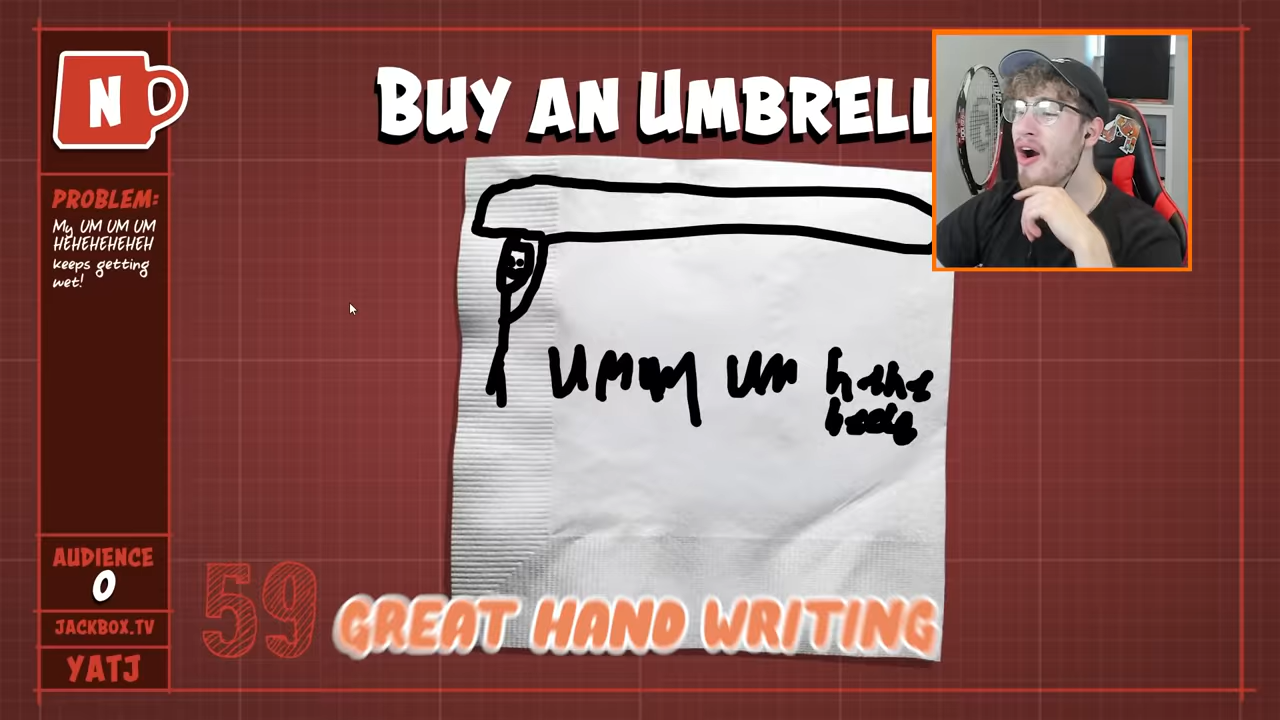 N
BUY AN UMBRELL
PROBLEM:
My UM UM UM
HEHEHEHEHEH
keeps getting
wet!
UMMM UM hehe
AUDIENCE
0
JACKBOX.TV
YATJ
59
GREAT HAND WRITING